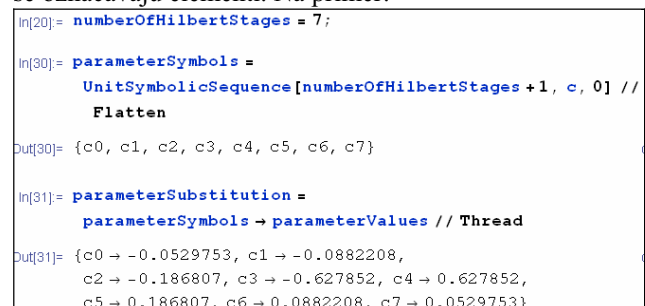 se označavaju elementi. Na primer:
In[20]:= numberOfHilbertStages = 7;
In[30]:= parameterSymbols =
UnitSymbolicSequence[numberOfHilbertStages + 1, c, 0] //
Flatten
Out[30]= {c0, c1, c2, c3, c4, c5, c6, c7}
In[31]:= parameterSubstitution =
parameterSymbols → parameterValues // Thread
Out[31]= {c0 → -0.0529753, c1 → -0.0882208,
c2 → -0.186807, c3 → -0.627852, c4 → 0.627852,
c5 → 0.186807, c6 → 0.0882208, c7 → 0.0529753}